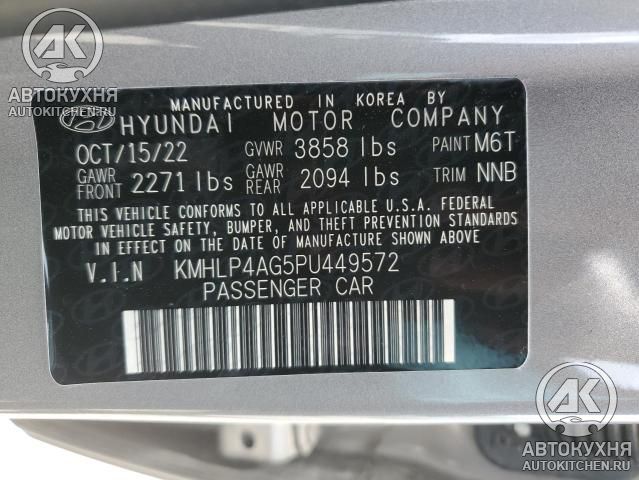 AK
АВТОКУХНЯ
AUTOKITCHEN.RU
MANUFACTURED IN KOREA BY
HYUNDAI MOTOR COMPANY
OCT/15/22 GVWR 3858 lbs PAINT M6T
GAWR FRONT 2271 lbs GAWR REAR 2094 lbs TRIM NNB
THIS VEHICLE CONFORMS TO ALL APPLICABLE U.S.A. FEDERAL
MOTOR VEHICLE SAFETY, BUMPER, AND THEFT PREVENTION STANDARDS
IN EFFECT ON THE DATE OF MANUFACTURE SHOWN ABOVE
V.I.N KMHLP4AG5PU449572
PASSENGER CAR
AK
АВТОКУХНЯ
AUTOKITCHEN.RU